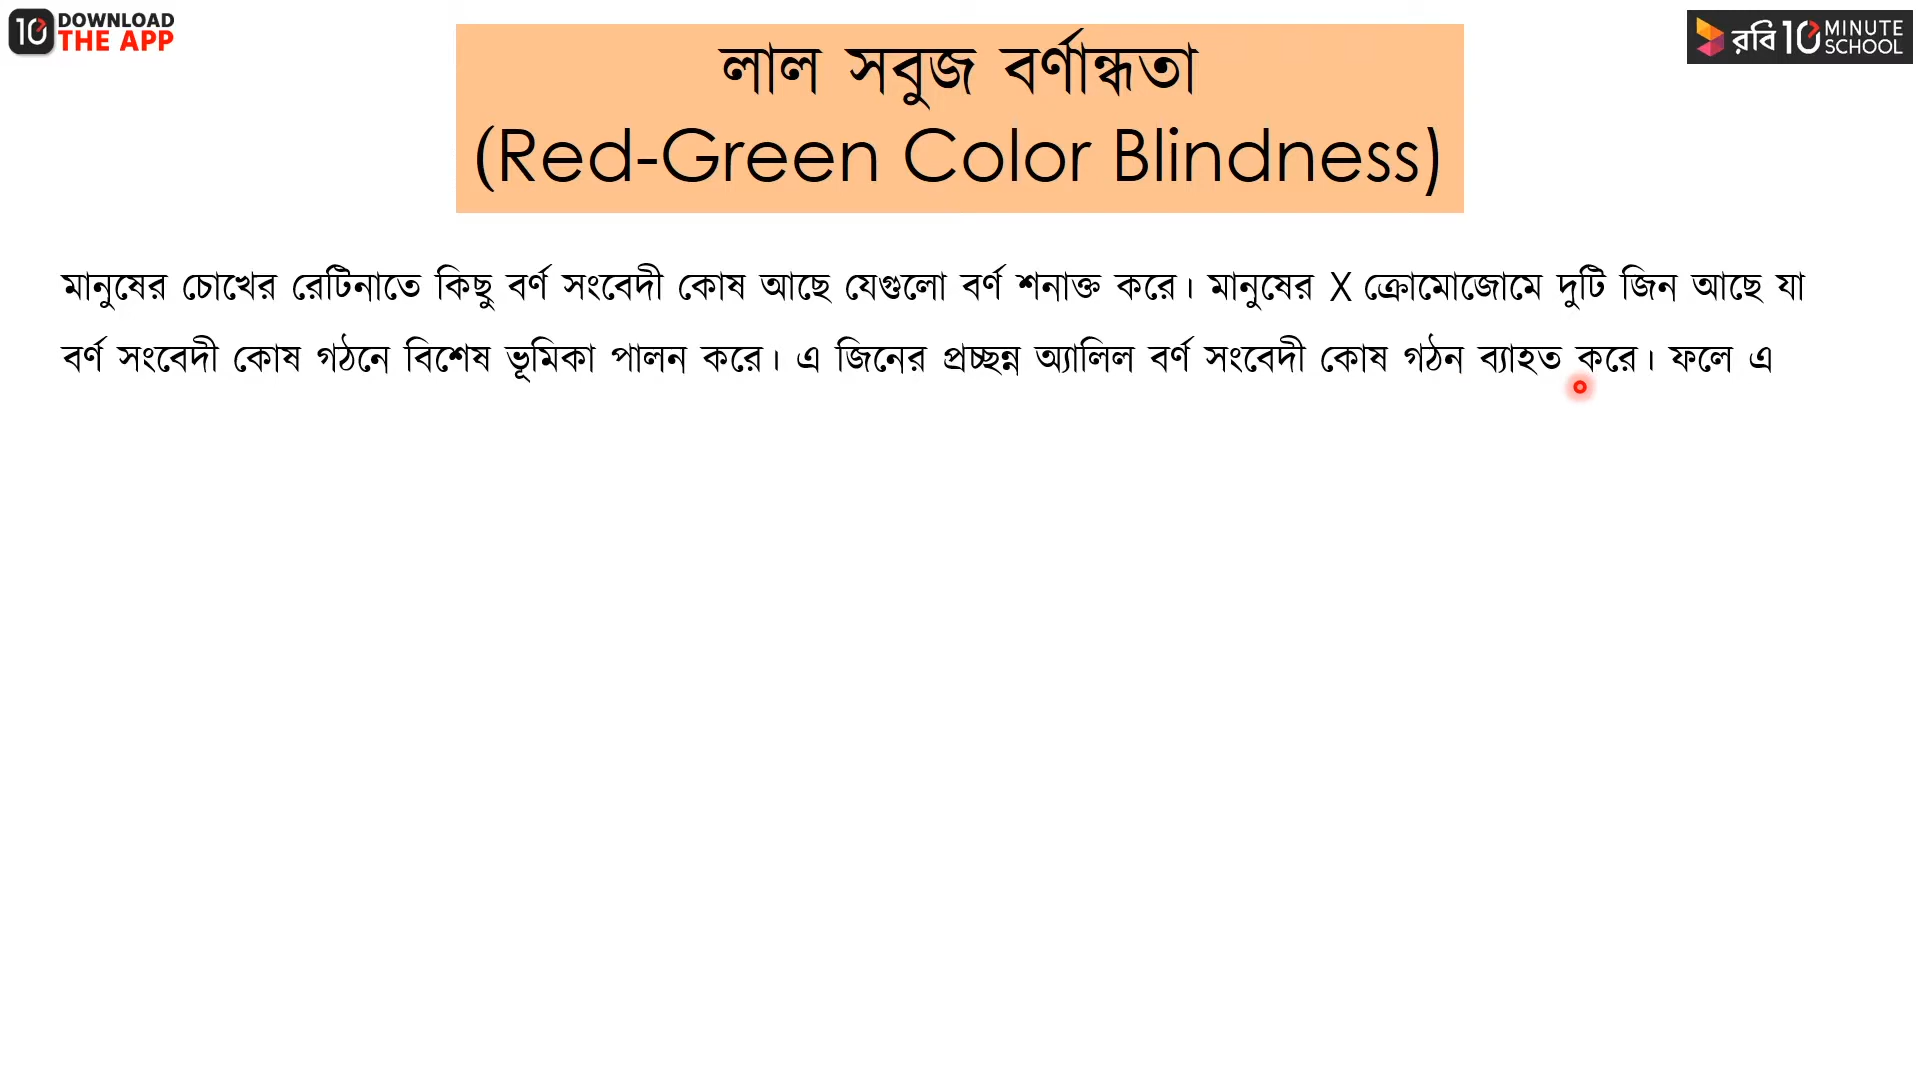 10 DOWNLOAD THE APP
রবি 10 MINUTE SCHOOL
লাল সবুজ বর্ণান্ধতা
(Red-Green Color Blindness)
মানুষের চোখের রেটিনাতে কিছু বর্ণ সংবেদী কোষ আছে যেগুলো বর্ণ শনাক্ত করে। মানুষের X ক্রোমোজোমে দুটি জিন আছে যা
বর্ণ সংবেদী কোষ গঠনে বিশেষ ভূমিকা পালন করে। এ জিনের প্রচ্ছন্ন অ্যালিল বর্ণ সংবেদী কোষ গঠন ব্যাহত করে। ফলে এ